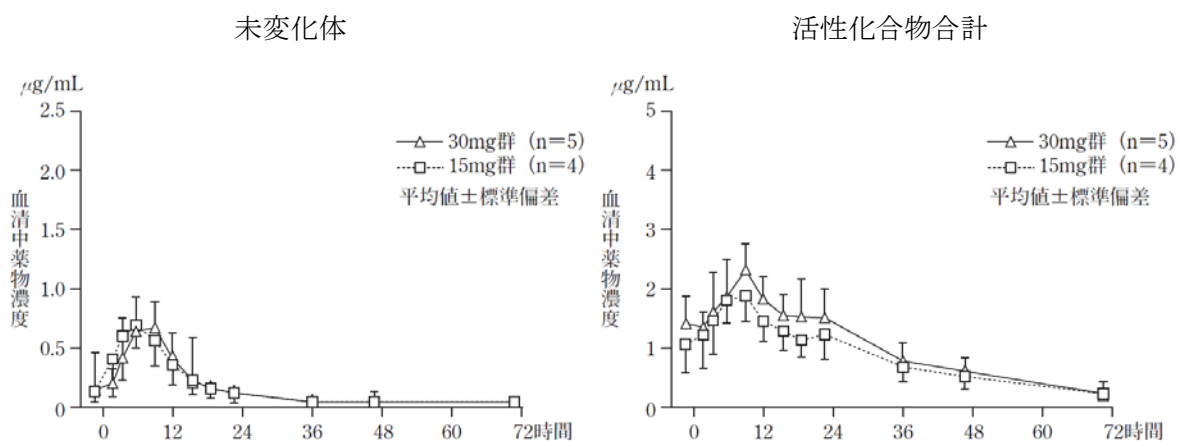 未変化体
μg/mL
2.5
2.0
1.5
1.0
0.5
0
血清中薬物濃度
30mg群（n＝5）
15mg群（n＝4）
平均値±標準偏差
0 12 24 36 48 60 72時間
活性化合物合計
μg/mL
5
4
3
2
1
0
血清中薬物濃度
30mg群（n＝5）
15mg群（n＝4）
平均値±標準偏差
0 12 24 36 48 60 72時間